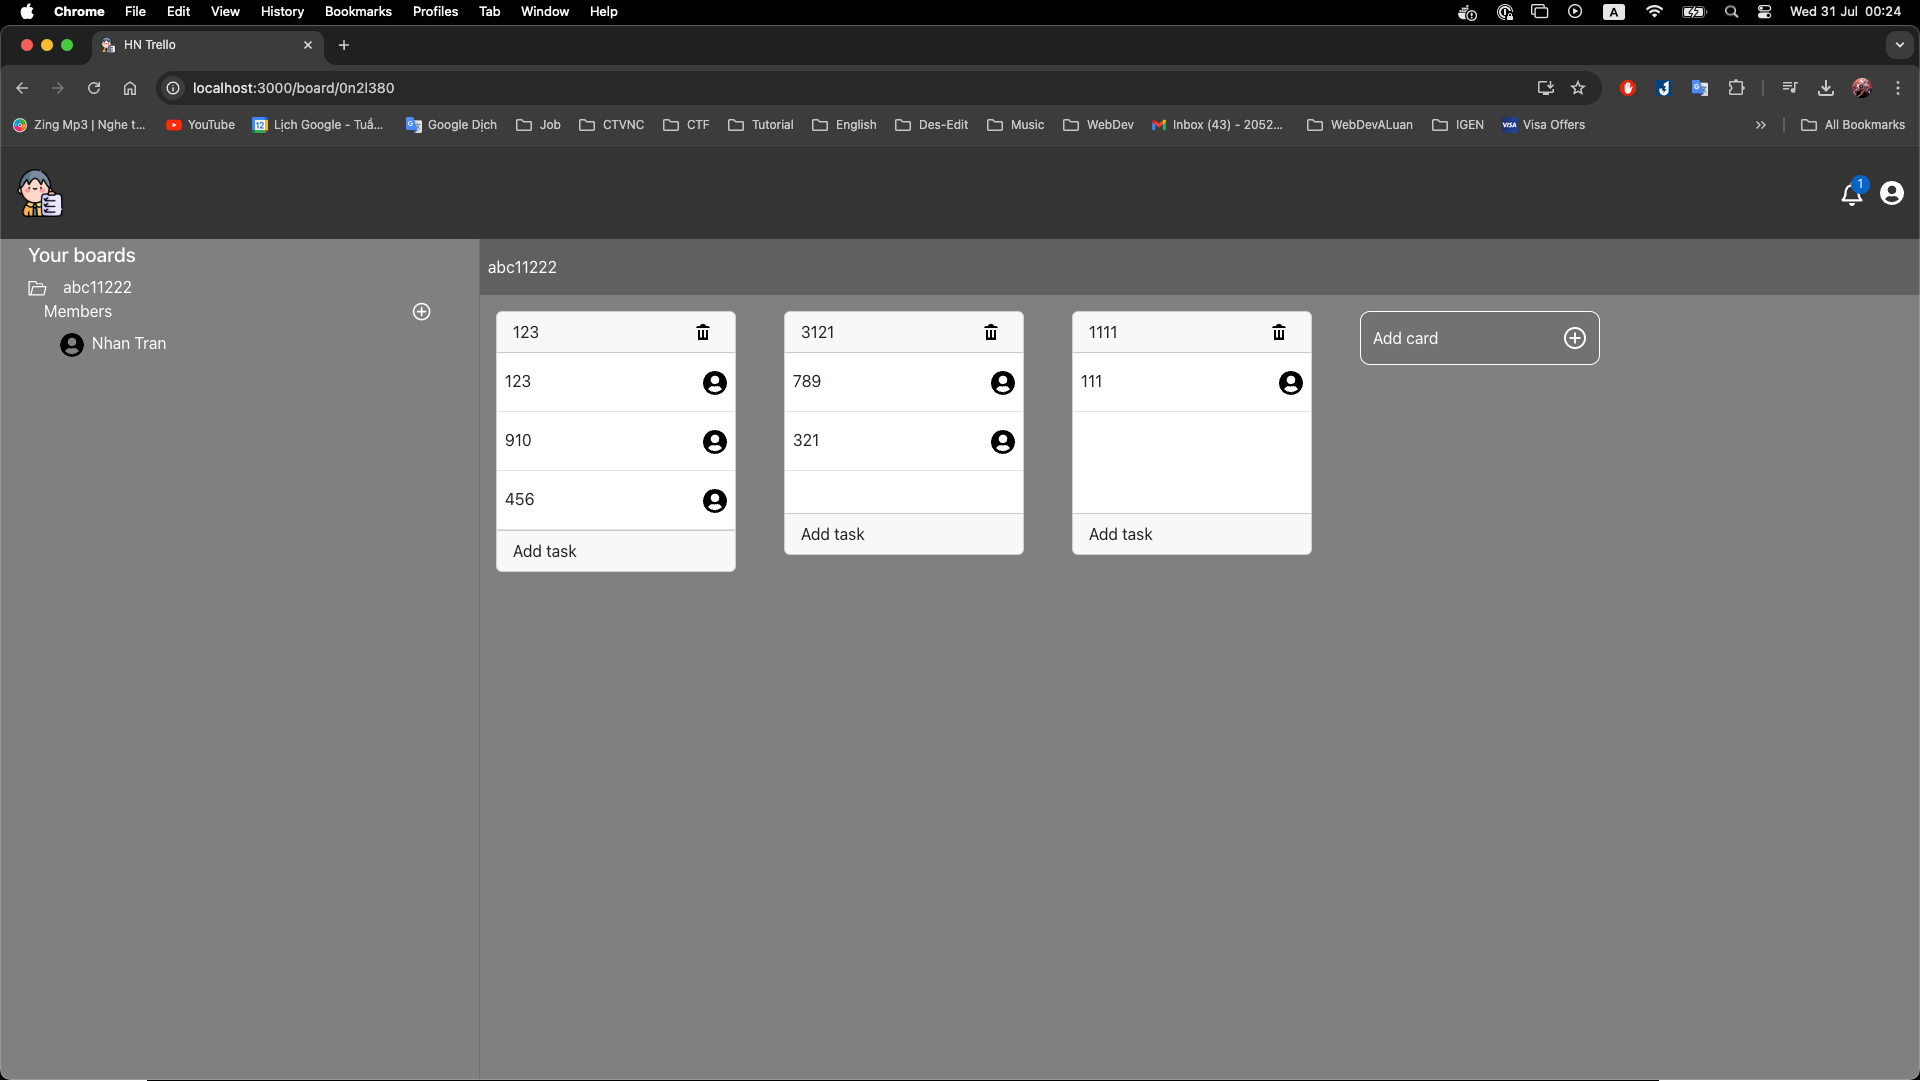 Chrome File Edit View History Bookmarks Profiles Tab Window Help A Wed 31 Jul 00:24
HN Trello
localhost:3000/board/0n2l380
Zing Mp3 | Nghe t... YouTube 12 Lịch Google - Tuầ... Google Dịch Job CTVNC CTF Tutorial English Des-Edit Music WebDev Inbox (43) - 2052... WebDevALuan IGEN VISA Visa Offers All Bookmarks
1
Your boards
abc11222
Members
Nhan Tran
abc11222
123
123
910
456
Add task
3121
789
321
Add task
1111
111
Add task
Add card